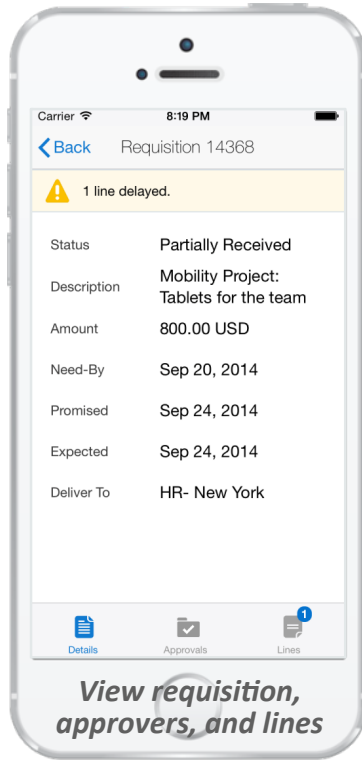 Carrier 8:19 PM
Back Requisition 14368
1 line delayed.
Status Partially Received
Description Mobility Project:
Tablets for the team
Amount 800.00 USD
Need-By Sep 20, 2014
Promised Sep 24, 2014
Expected Sep 24, 2014
Deliver To HR- New York
1
Details Approvals Lines
View requisition,
approvers, and lines